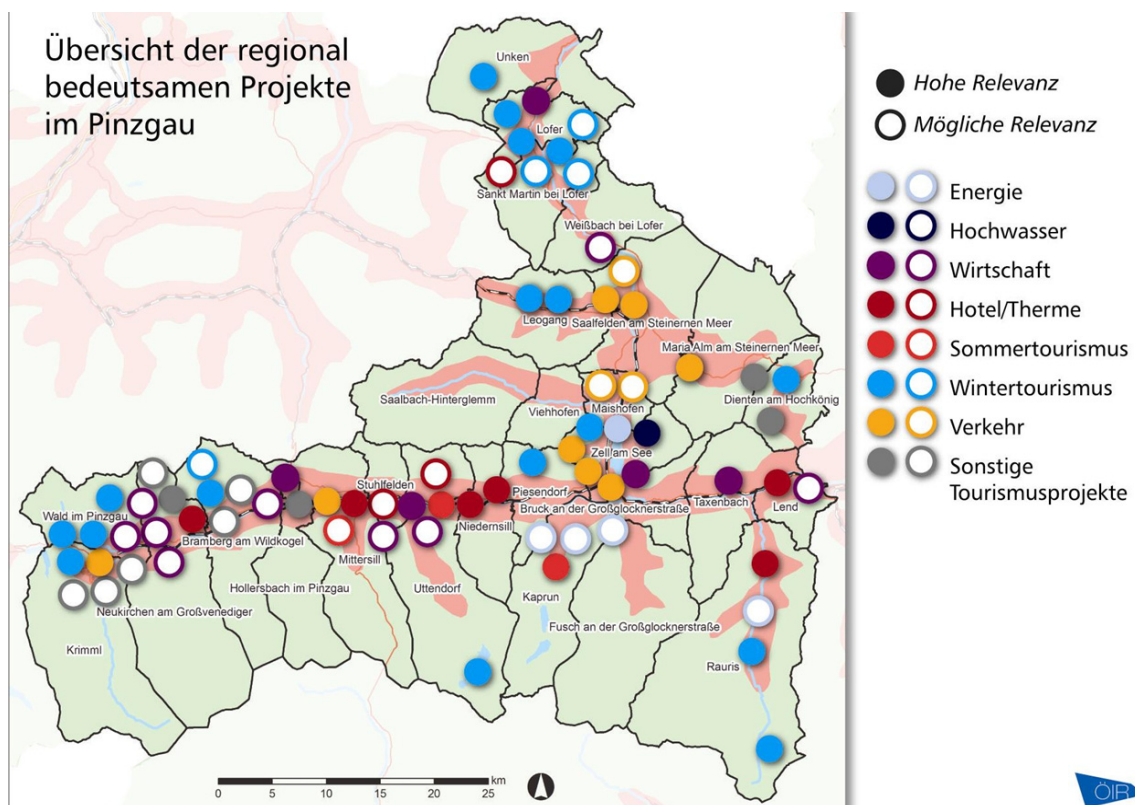 Übersicht der regional
bedeutsamen Projekte
im Pinzgau
Hohe Relevanz
Mögliche Relevanz
Energie
Hochwasser
Wirtschaft
Hotel/Therme
Sommertourismus
Wintertourismus
Verkehr
Sonstige
Tourismusprojekte
Unken
Lofer
Sankt Martin bei Lofer
Weißbach bei Lofer
Leogang
Saalfelden am Steinernen Meer
Maria Alm am Steinernen Meer
Saalbach-Hinterglemm
Viehhofen
Maishofen
Dienten am Hochkönig
Zell am See
Piesendorf
Bruck an der Großglocknerstraße
Taxenbach
Lend
Stuhlfelden
Niedernsill
Wald im Pinzgau
Bramberg am Wildkogel
Mittersill
Uttendorf
Hollersbach im Pinzgau
Neukirchen am Großvenediger
Kaprun
Fusch an der Großglocknerstraße
Krimml
Rauris
km
0 5 10 15 20 25
ÖIR